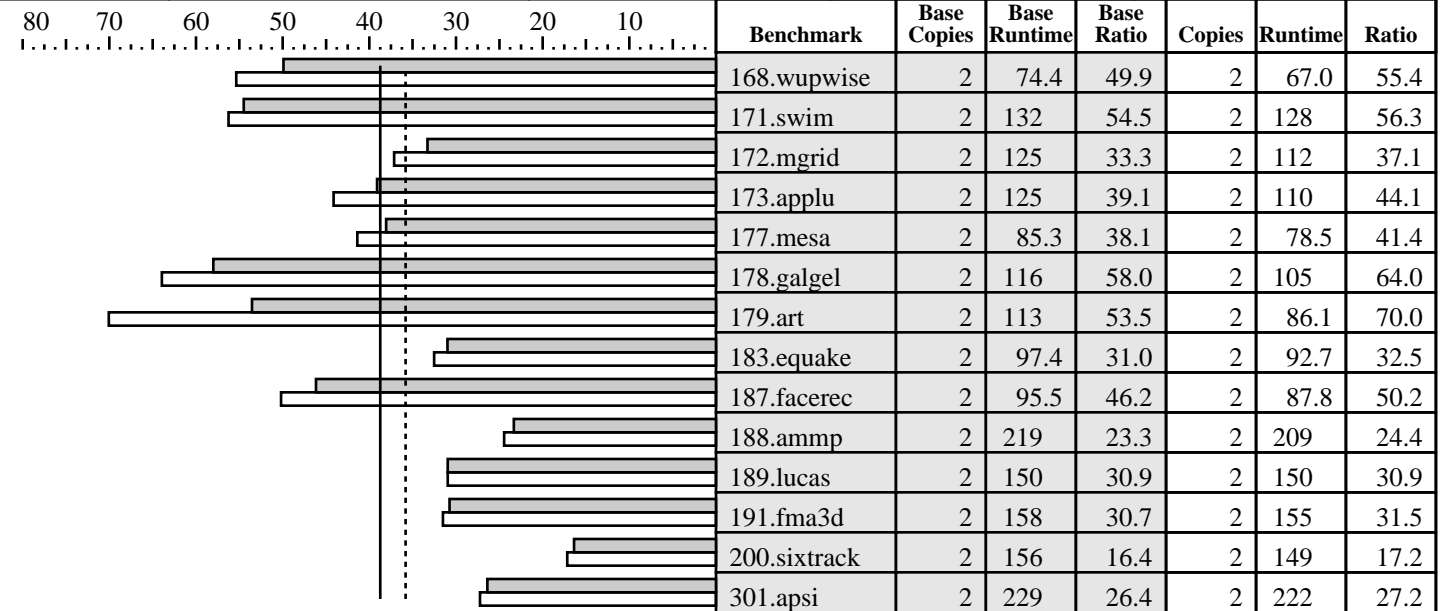 80 70 60 50 40 30 20 10
Benchmark Base Copies Base Runtime Base Ratio Copies Runtime Ratio
168.wupwise 2 74.4 49.9 2 67.0 55.4
171.swim 2 132 54.5 2 128 56.3
172.mgrid 2 125 33.3 2 112 37.1
173.applu 2 125 39.1 2 110 44.1
177.mesa 2 85.3 38.1 2 78.5 41.4
178.galgel 2 116 58.0 2 105 64.0
179.art 2 113 53.5 2 86.1 70.0
183.equake 2 97.4 31.0 2 92.7 32.5
187.facerec 2 95.5 46.2 2 87.8 50.2
188.ammp 2 219 23.3 2 209 24.4
189.lucas 2 150 30.9 2 150 30.9
191.fma3d 2 158 30.7 2 155 31.5
200.sixtrack 2 156 16.4 2 149 17.2
301.apsi 2 229 26.4 2 222 27.2